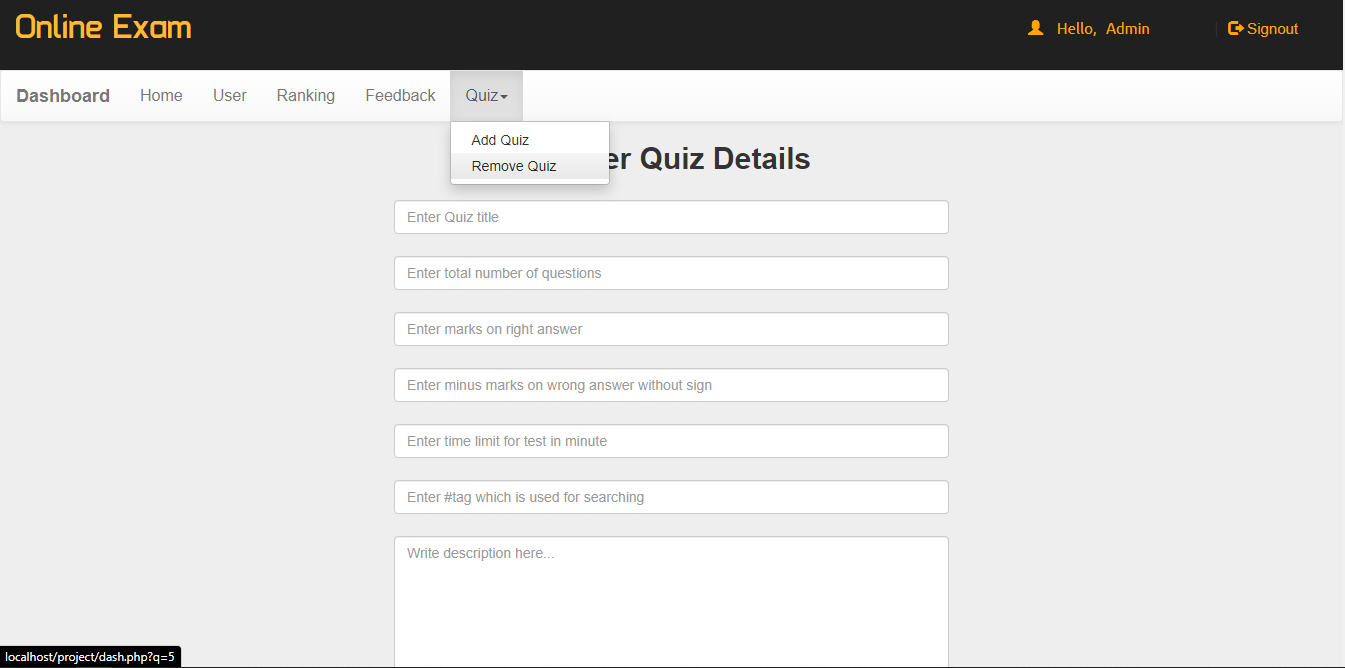 Online Exam
Hello, Admin
Signout
Dashboard Home User Ranking Feedback Quiz
Add Quiz
Remove Quiz
Quiz Details
Enter Quiz title
Enter total number of questions
Enter marks on right answer
Enter minus marks on wrong answer without sign
Enter time limit for test in minute
Enter #tag which is used for searching
Write description here...
localhost/project/dash.php?q=5